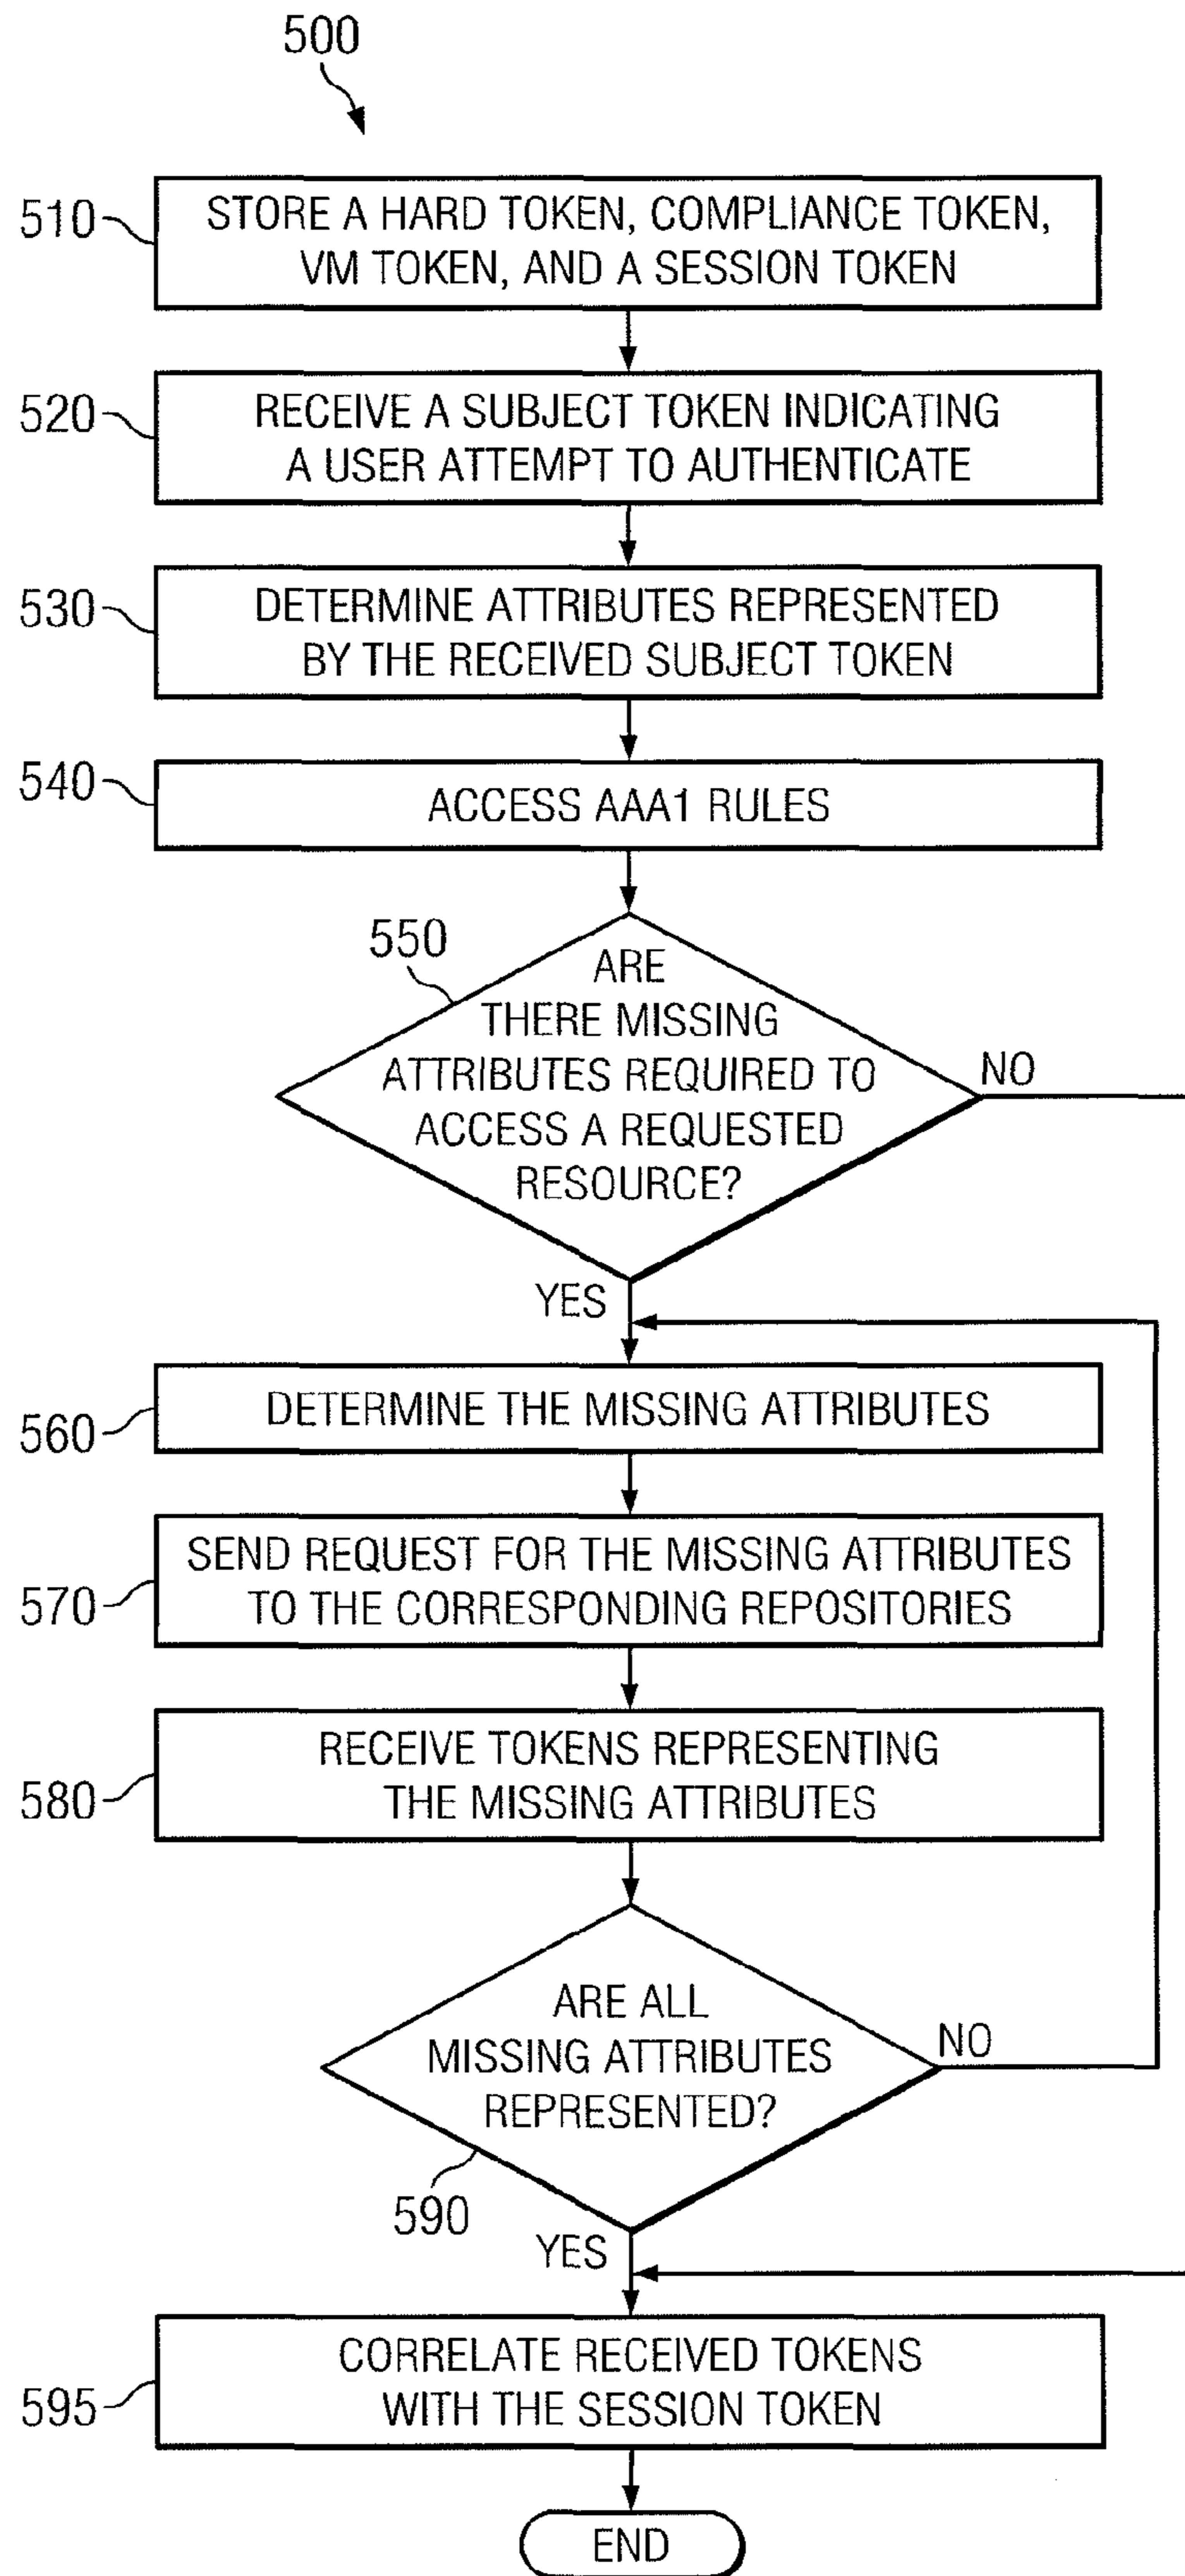 500
510
STORE A HARD TOKEN, COMPLIANCE TOKEN,
VM TOKEN, AND A SESSION TOKEN
520
RECEIVE A SUBJECT TOKEN INDICATING
A USER ATTEMPT TO AUTHENTICATE
530
DETERMINE ATTRIBUTES REPRESENTED
BY THE RECEIVED SUBJECT TOKEN
540
ACCESS AAA1 RULES
550
ARE
THERE MISSING
ATTRIBUTES REQUIRED TO
ACCESS A REQUESTED
RESOURCE?
NO
YES
560
DETERMINE THE MISSING ATTRIBUTES
570
SEND REQUEST FOR THE MISSING ATTRIBUTES
TO THE CORRESPONDING REPOSITORIES
580
RECEIVE TOKENS REPRESENTING
THE MISSING ATTRIBUTES
ARE ALL
MISSING ATTRIBUTES
REPRESENTED?
NO
590
YES
595
CORRELATE RECEIVED TOKENS
WITH THE SESSION TOKEN
END